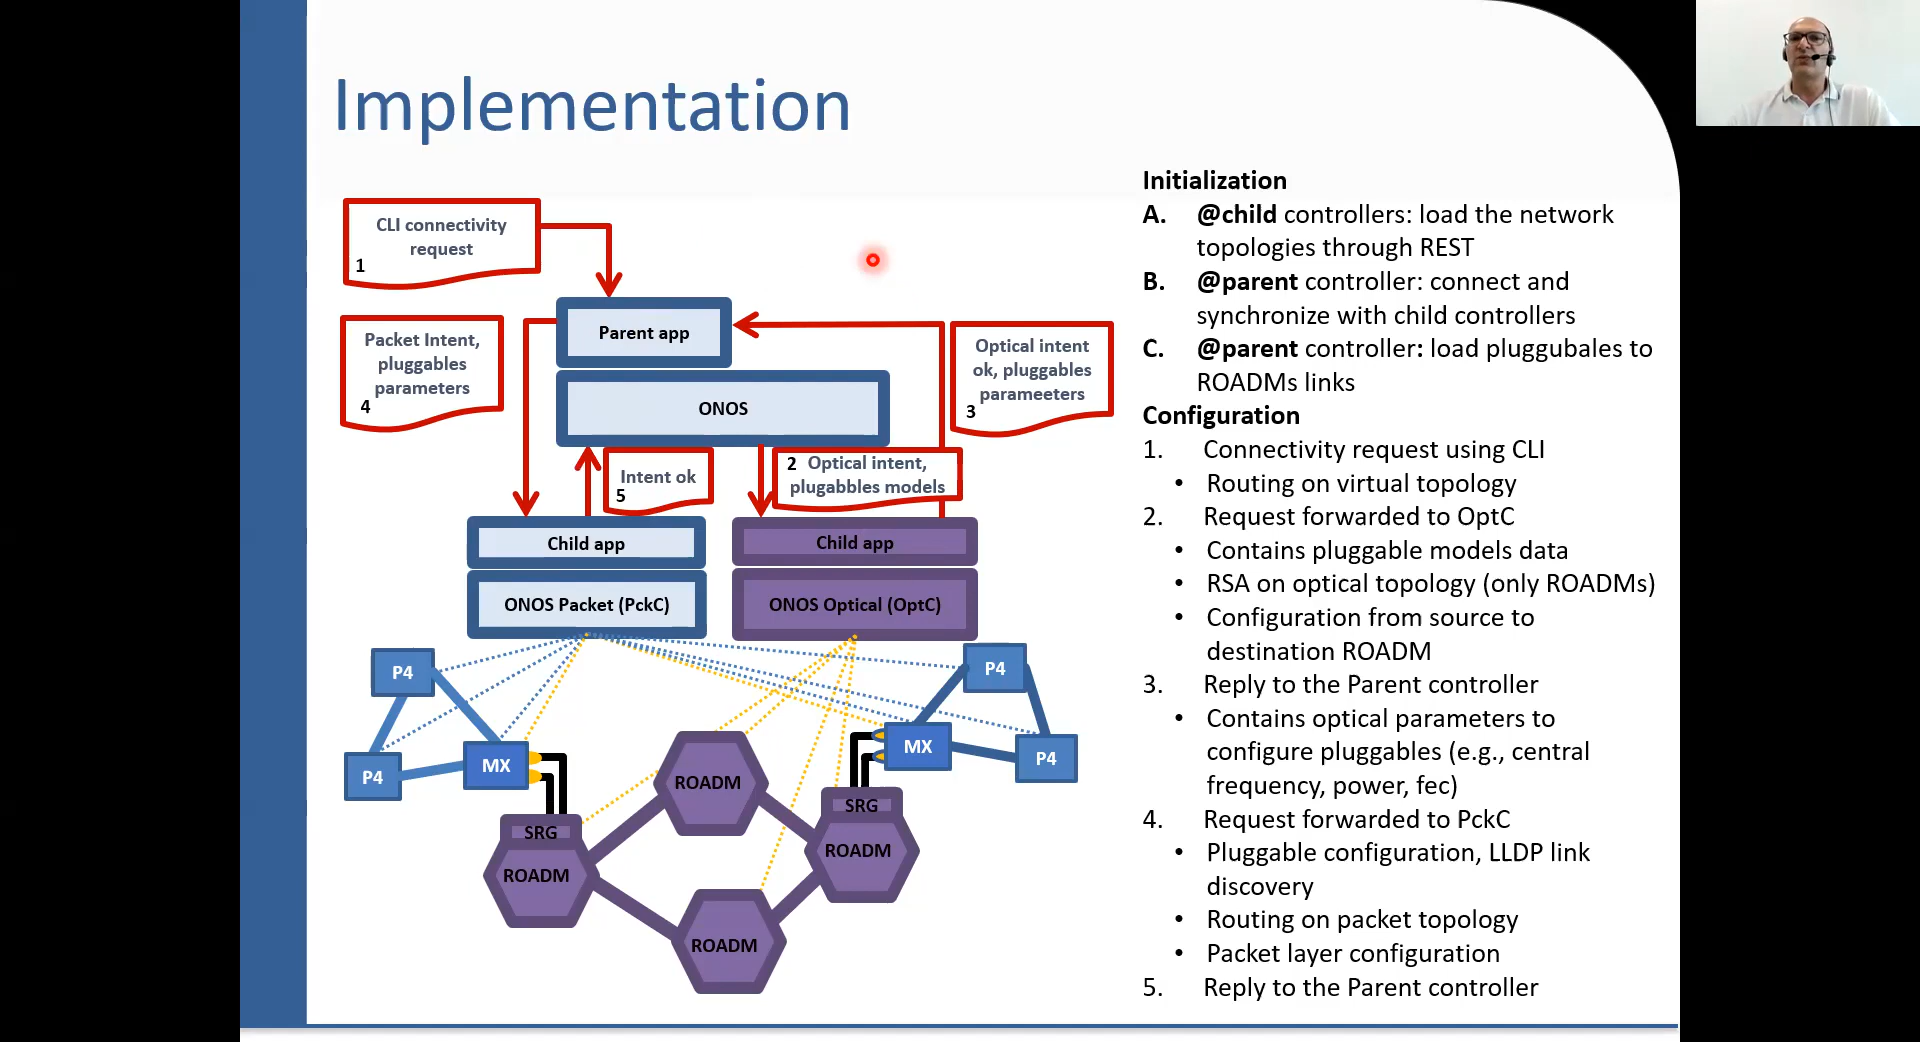 Implementation
CLI connectivity
request
1
Parent app
Packet Intent,
pluggables
parameters
4
Optical intent
ok, pluggables
parameeters
3
ONOS
Intent ok
5
2 Optical intent,
plugabbles models
Child app
Child app
ONOS Packet (PckC)
ONOS Optical (OptC)
P4
P4
MX
MX
P4
P4
ROADM
SRG
ROADM
SRG
ROADM
ROADM
Initialization
A. @child controllers: load the network
topologies through REST
B. @parent controller: connect and
synchronize with child controllers
C. @parent controller: load pluggubales to
ROADMs links
Configuration
1. Connectivity request using CLI
• Routing on virtual topology
2. Request forwarded to OptC
• Contains pluggable models data
• RSA on optical topology (only ROADMs)
• Configuration from source to
destination ROADM
3. Reply to the Parent controller
• Contains optical parameters to
configure pluggables (e.g., central
frequency, power, fec)
4. Request forwarded to PckC
• Pluggable configuration, LLDP link
discovery
• Routing on packet topology
• Packet layer configuration
5. Reply to the Parent controller